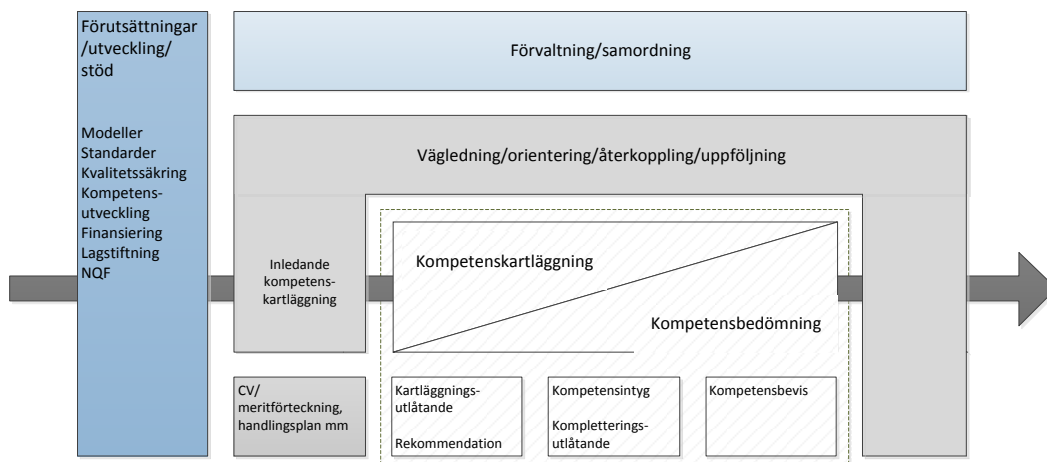 Förutsättningar
/utveckling/
stöd
Modeller
Standarder
Kvalitetssäkring
Kompetens-
utveckling
Finansiering
Lagstiftning
NQF
Förvaltning/samordning
Vägledning/orientering/återkoppling/uppföljning
Inledande
kompetens-
kartläggning
Kompetenskartläggning
Kompetensbedömning
CV/
meritförteckning,
handlingsplan mm
Kartläggnings-
utlåtande
Rekommendation
Kompetensintyg
Kompletterings-
utlåtande
Kompetensbevis